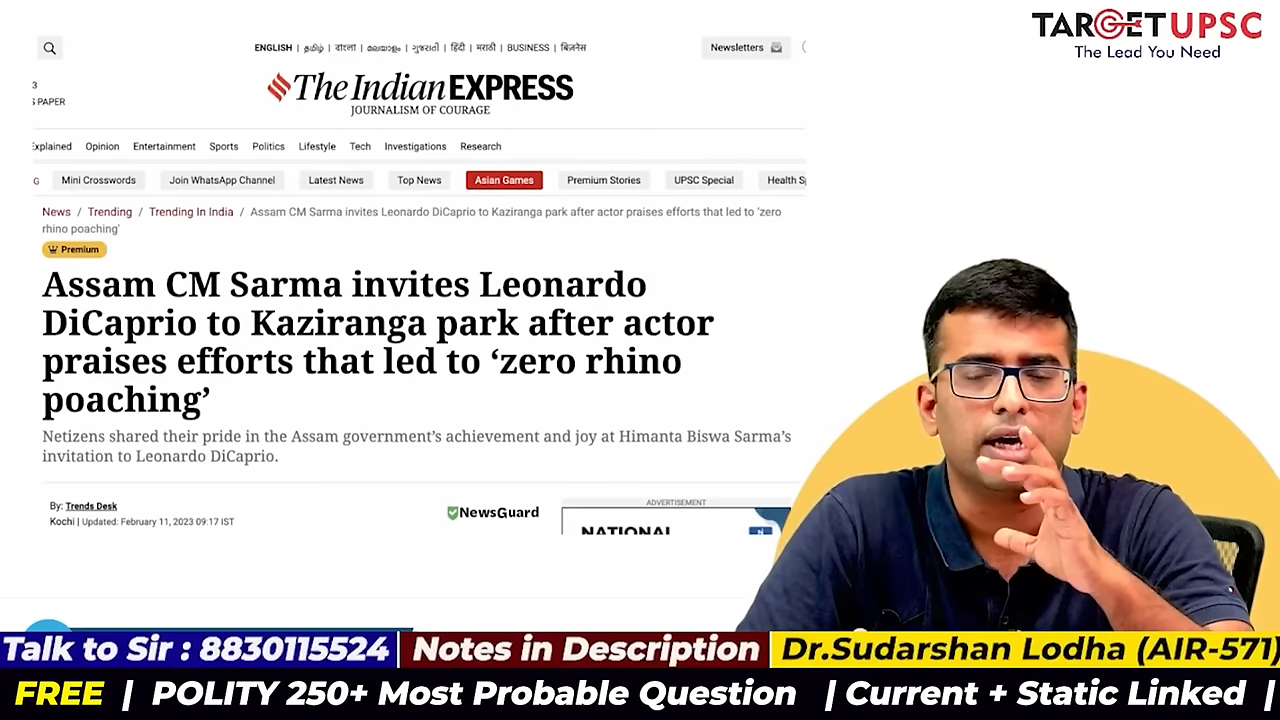 TARGET UPSC
The Lead You Need
ENGLISH | தமிழ் | বাংলা | മലയാളം | ગુજરાતી | हिंदी | मराठी | BUSINESS | बिज़नेस
Newsletters
3
S PAPER
The Indian EXPRESS
JOURNALISM OF COURAGE
Explained Opinion Entertainment Sports Politics Lifestyle Tech Investigations Research
G Mini Crosswords Join WhatsApp Channel Latest News Top News Asian Games Premium Stories UPSC Special Health Sp
News / Trending / Trending In India / Assam CM Sarma invites Leonardo DiCaprio to Kaziranga park after actor praises efforts that led to 'zero
rhino poaching'
Premium
Assam CM Sarma invites Leonardo
DiCaprio to Kaziranga park after actor
praises efforts that led to ‘zero rhino
poaching’
Netizens shared their pride in the Assam government’s achievement and joy at Himanta Biswa Sarma’s
invitation to Leonardo DiCaprio.
By: Trends Desk
Kochi | Updated: February 11, 2023 09:17 IST
NewsGuard
ADVERTISEMENT
NATIONAL
Talk to Sir : 8830115524
Notes in Description
Dr.Sudarshan Lodha (AIR-571)
FREE | POLITY 250+ Most Probable Question | Current + Static Linked |